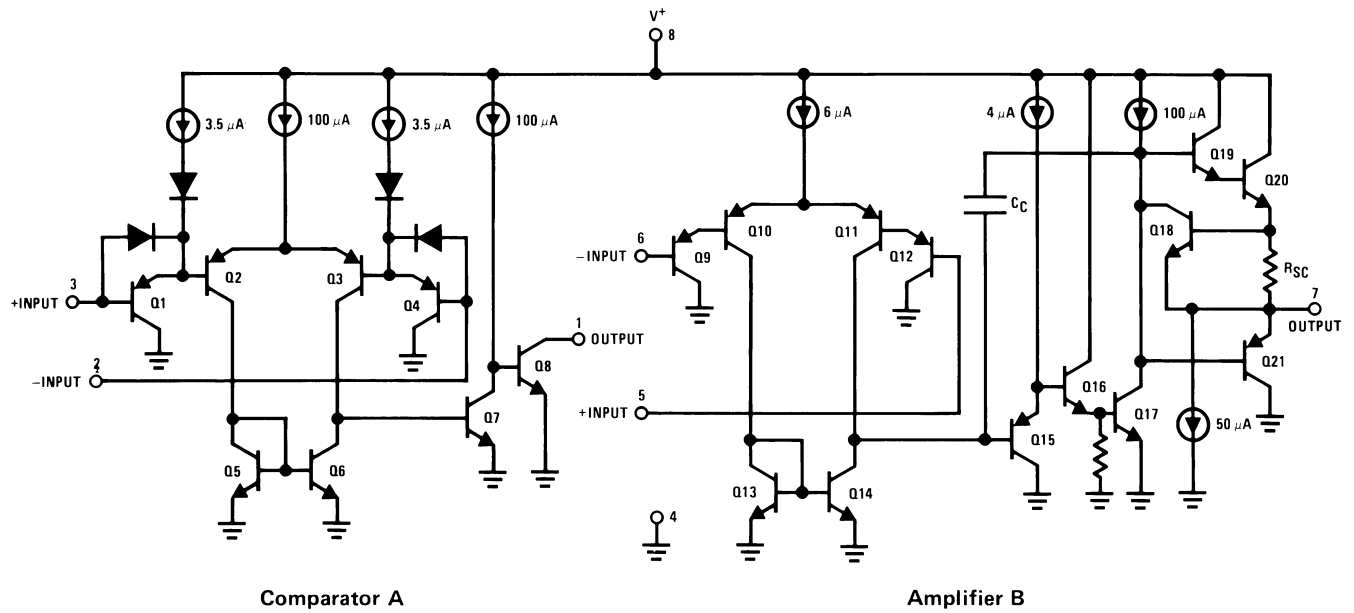 V+
8
3.5 μA
100 μA
3.5 μA
100 μA
6 μA
4 μA
100 μA
Q19
Q20
CC
Q10
Q11
Q18
6
−INPUT
Q9
Q12
RSC
Q2
Q3
3
+INPUT
Q1
Q4
7
OUTPUT
1
OUTPUT
2
−INPUT
Q8
Q21
5
+INPUT
Q16
Q7
Q17
50 μA
Q15
Q5
Q6
Q13
Q14
4
Comparator A
Amplifier B